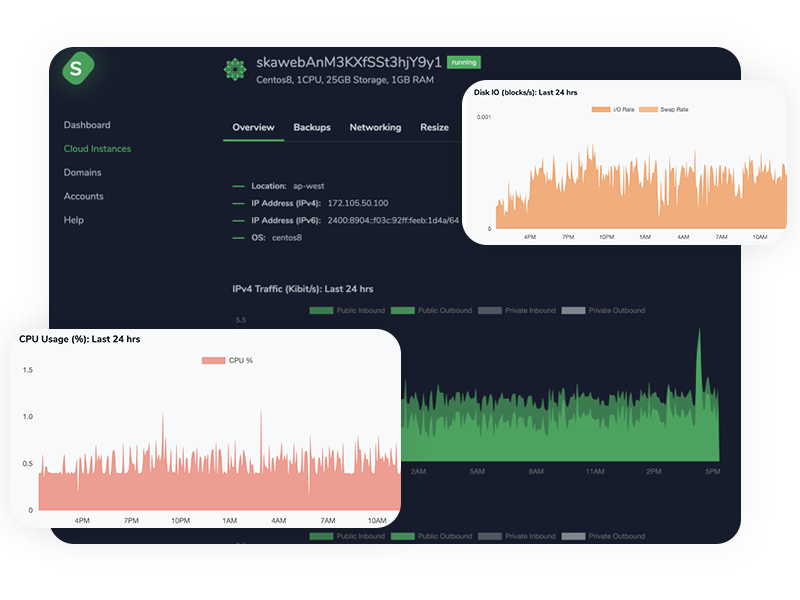 S
skawebAnM3KXfSSt3hjY9y1 running
Centos8, 1CPU, 25GB Storage, 1GB RAM
Dashboard
Cloud Instances
Domains
Accounts
Help
Overview Backups Networking Resize
Location: ap-west
IP Address (IPv4): 172.105.50.100
IP Address (IPv6): 2400:8904::f03c:92ff:feeb:1d4a/64
OS: centos8
Disk IO (blocks/s): Last 24 hrs
I/O Rate Swap Rate
0.001
0
4PM 7PM 10PM 1AM 4AM 7AM 10AM
IPv4 Traffic (Kibit/s): Last 24 hrs
Public Inbound Public Outbound Private Inbound Private Outbound
5.5
2AM 5AM 8AM 11AM 2PM 5PM
CPU Usage (%): Last 24 hrs
CPU %
1.5
1.0
0.5
0
4PM 7PM 10PM 1AM 4AM 7AM 10AM
Public Inbound Public Outbound Private Inbound Private Outbound